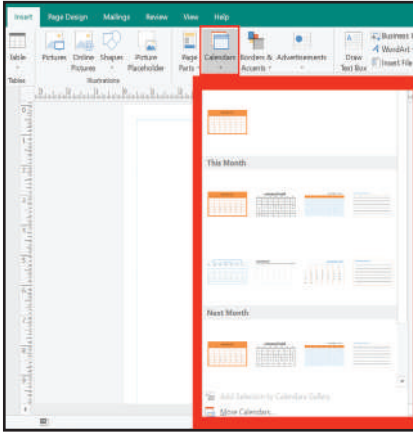 Insert Page Design Mailings Review View Help
Table Pictures Online Pictures Shapes Picture Placeholder Page Parts Calendars Borders & Accents Advertisements Draw Text Box Business
WordArt
Insert File
Tables Illustrations
This Month
Next Month
Add Selection to Calendars Gallery
More Calendars...